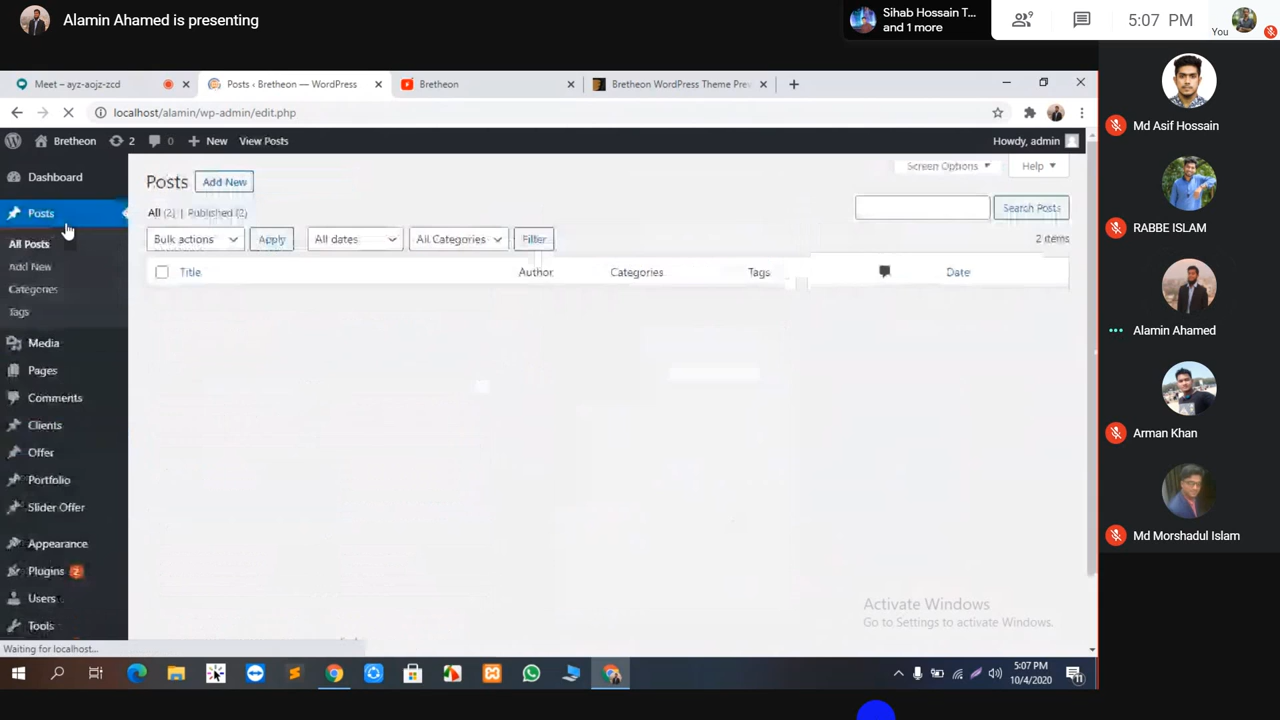 Alamin Ahamed is presenting
Sihab Hossain T...
and 1 more
9
5:07 PM
You
Meet – ayz-aojz-zcd
Posts ‹ Bretheon — WordPress
Bretheon
Bretheon WordPress Theme Prev
localhost/alamin/wp-admin/edit.php
Bretheon
2
0
New
View Posts
Howdy, admin
Dashboard
Posts
All Posts
Add New
Categories
Tags
Media
Pages
Comments
Clients
Offer
Portfolio
Slider Offer
Appearance
Plugins 2
Users
Tools
Posts
Add New
Screen Options
Help
All (2) | Published (2)
Search Posts
Bulk actions
Apply
All dates
All Categories
Filter
2 items
Title
Author
Categories
Tags
Date
Activate Windows
Go to Settings to activate Windows.
Waiting for localhost...
5:07 PM
10/4/2020
11
Md Asif Hossain
RABBE ISLAM
Alamin Ahamed
Arman Khan
Md Morshadul Islam